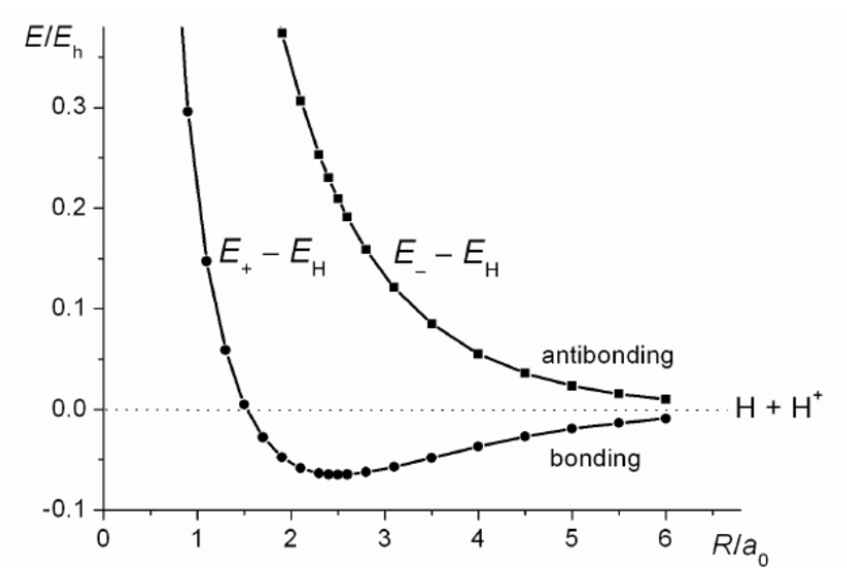 E/Eh
0.3
0.2
E+ – EH
E– – EH
0.1
antibonding
0.0
H + H+
bonding
-0.1
0
1
2
3
4
5
6
R/a0